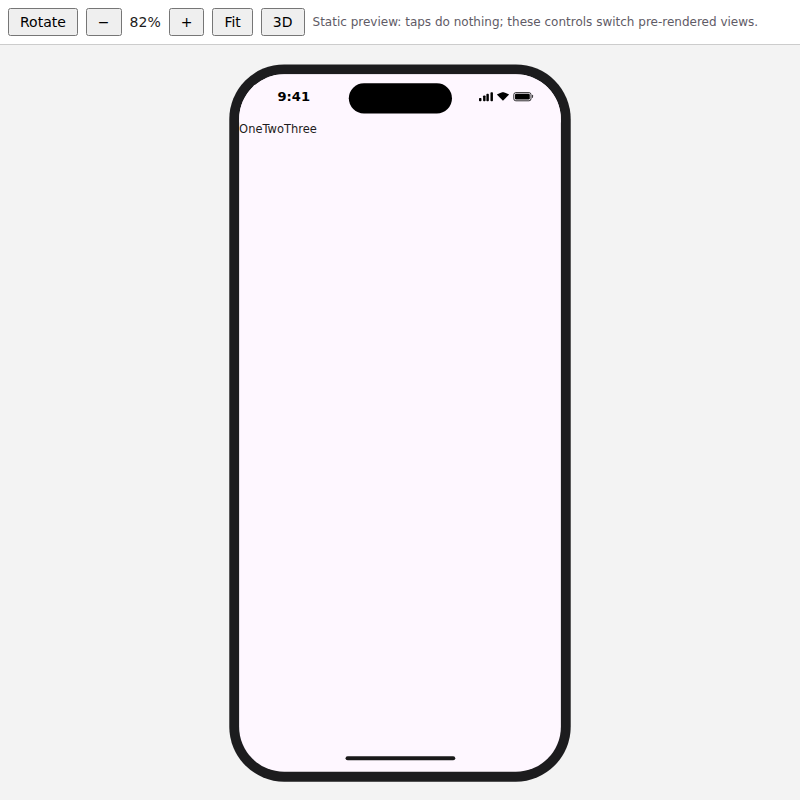 Rotate − 82% + Fit 3D Static preview: taps do nothing; these controls switch pre-rendered views.
9:41
OneTwoThree